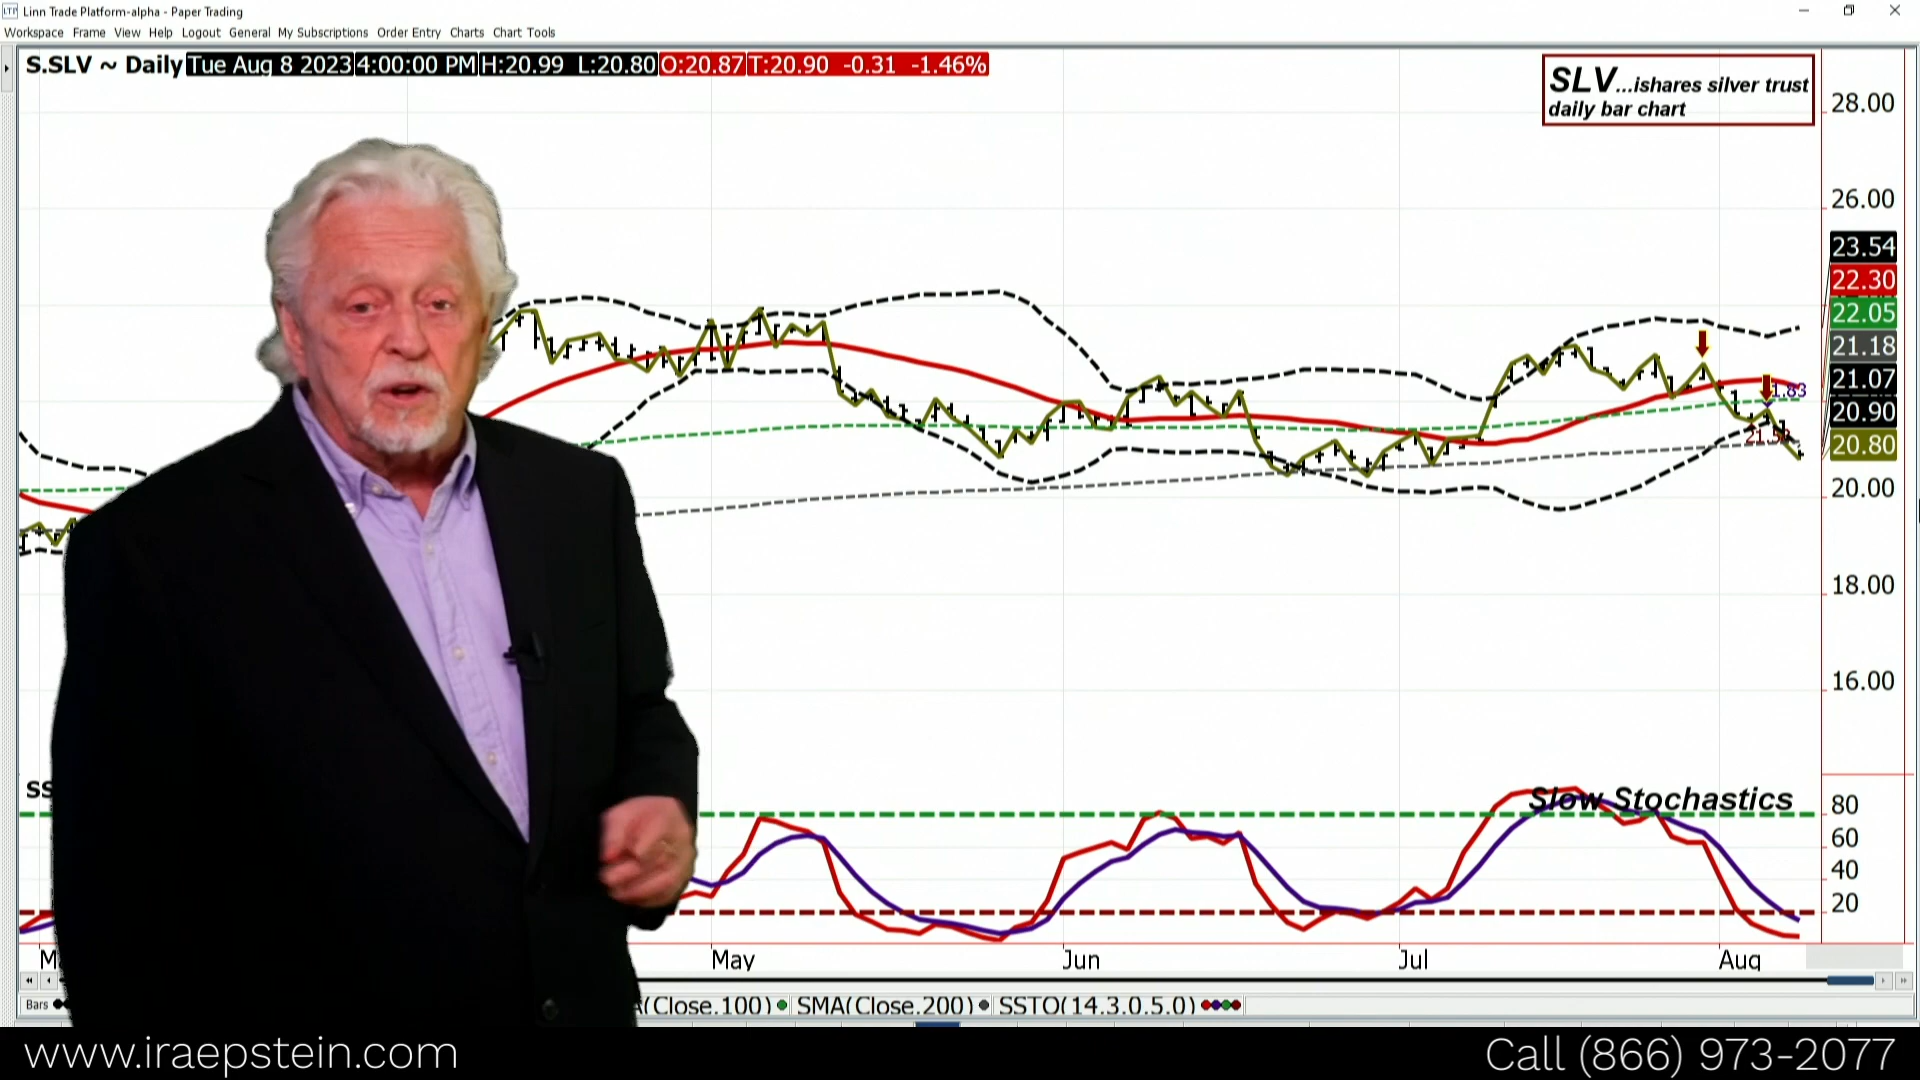 LTP Linn Trade Platform-alpha - Paper Trading
Workspace Frame View Help Logout General My Subscriptions Order Entry Charts Chart Tools
S.SLV ~ Daily Tue Aug 8 2023 4:00:00 PM H:20.99 L:20.80 O:20.87 T:20.90 -0.31 -1.46%
SLV...ishares silver trust
daily bar chart
28.00
26.00
23.54
22.30
22.05
21.18
21.07
20.90
20.80
20.00
18.00
16.00
Slow Stochastics
80
60
40
20
May Jun Jul Aug
Bars (Close.100) SMA(Close.200) SSTO(14.3.0.5.0)
www.iraepstein.com Call (866) 973-2077